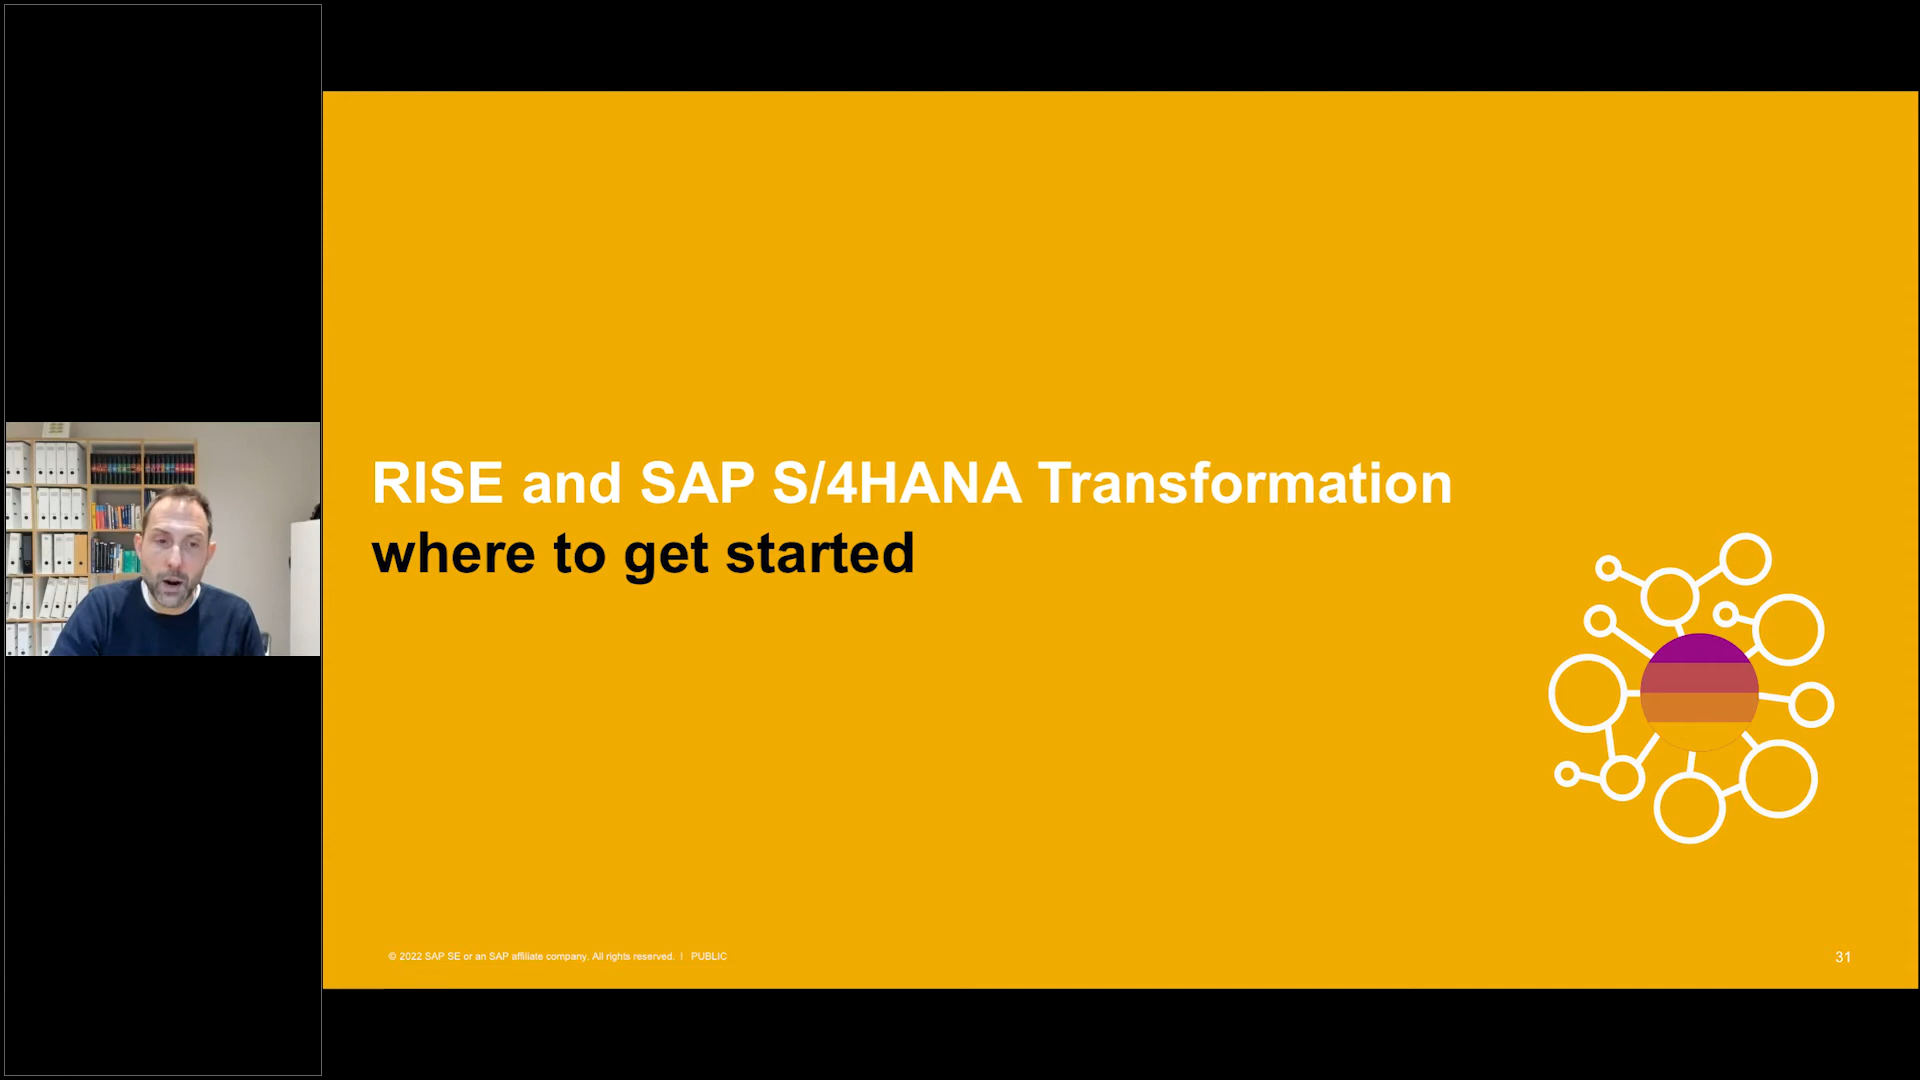 RISE and SAP S/4HANA Transformation
where to get started
© 2022 SAP SE or an SAP affiliate company. All rights reserved. | PUBLIC
31